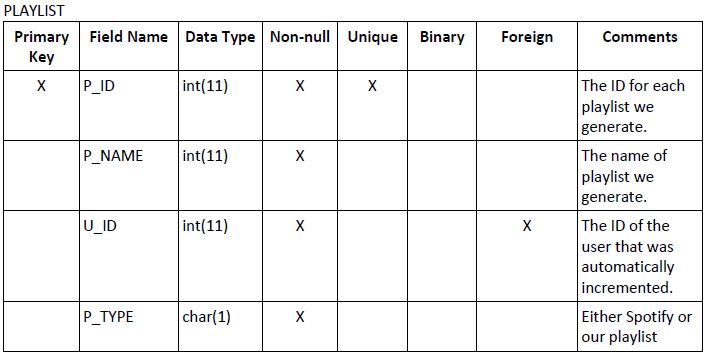 PLAYLIST
Primary Key Field Name Data Type Non-null Unique Binary Foreign Comments
X P_ID int(11) X X The ID for each
playlist we
generate.
P_NAME int(11) X The name of
playlist we
generate.
U_ID int(11) X X The ID of the
user that was
automatically
incremented.
P_TYPE char(1) X Either Spotify or
our playlist